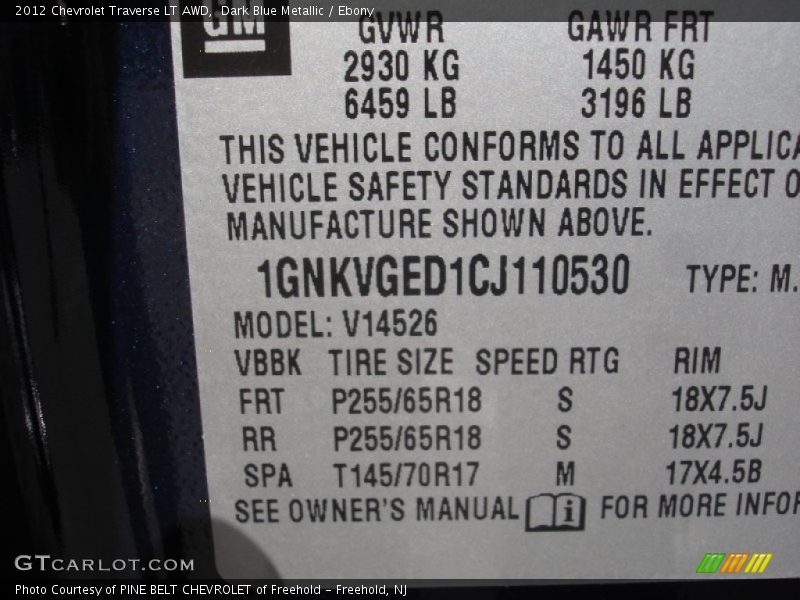 2012 Chevrolet Traverse LT AWD, Dark Blue Metallic / Ebony
GM
GVWR GAWR FRT
2930 KG 1450 KG
6459 LB 3196 LB
THIS VEHICLE CONFORMS TO ALL APPLICA
VEHICLE SAFETY STANDARDS IN EFFECT O
MANUFACTURE SHOWN ABOVE.
1GNKVGED1CJ110530 TYPE: M.
MODEL: V14526
VBBK TIRE SIZE SPEED RTG RIM
FRT P255/65R18 S 18X7.5J
RR P255/65R18 S 18X7.5J
SPA T145/70R17 M 17X4.5B
SEE OWNER'S MANUAL i FOR MORE INFOR
GTCARLOT.COM
Photo Courtesy of PINE BELT CHEVROLET of Freehold - Freehold, NJ